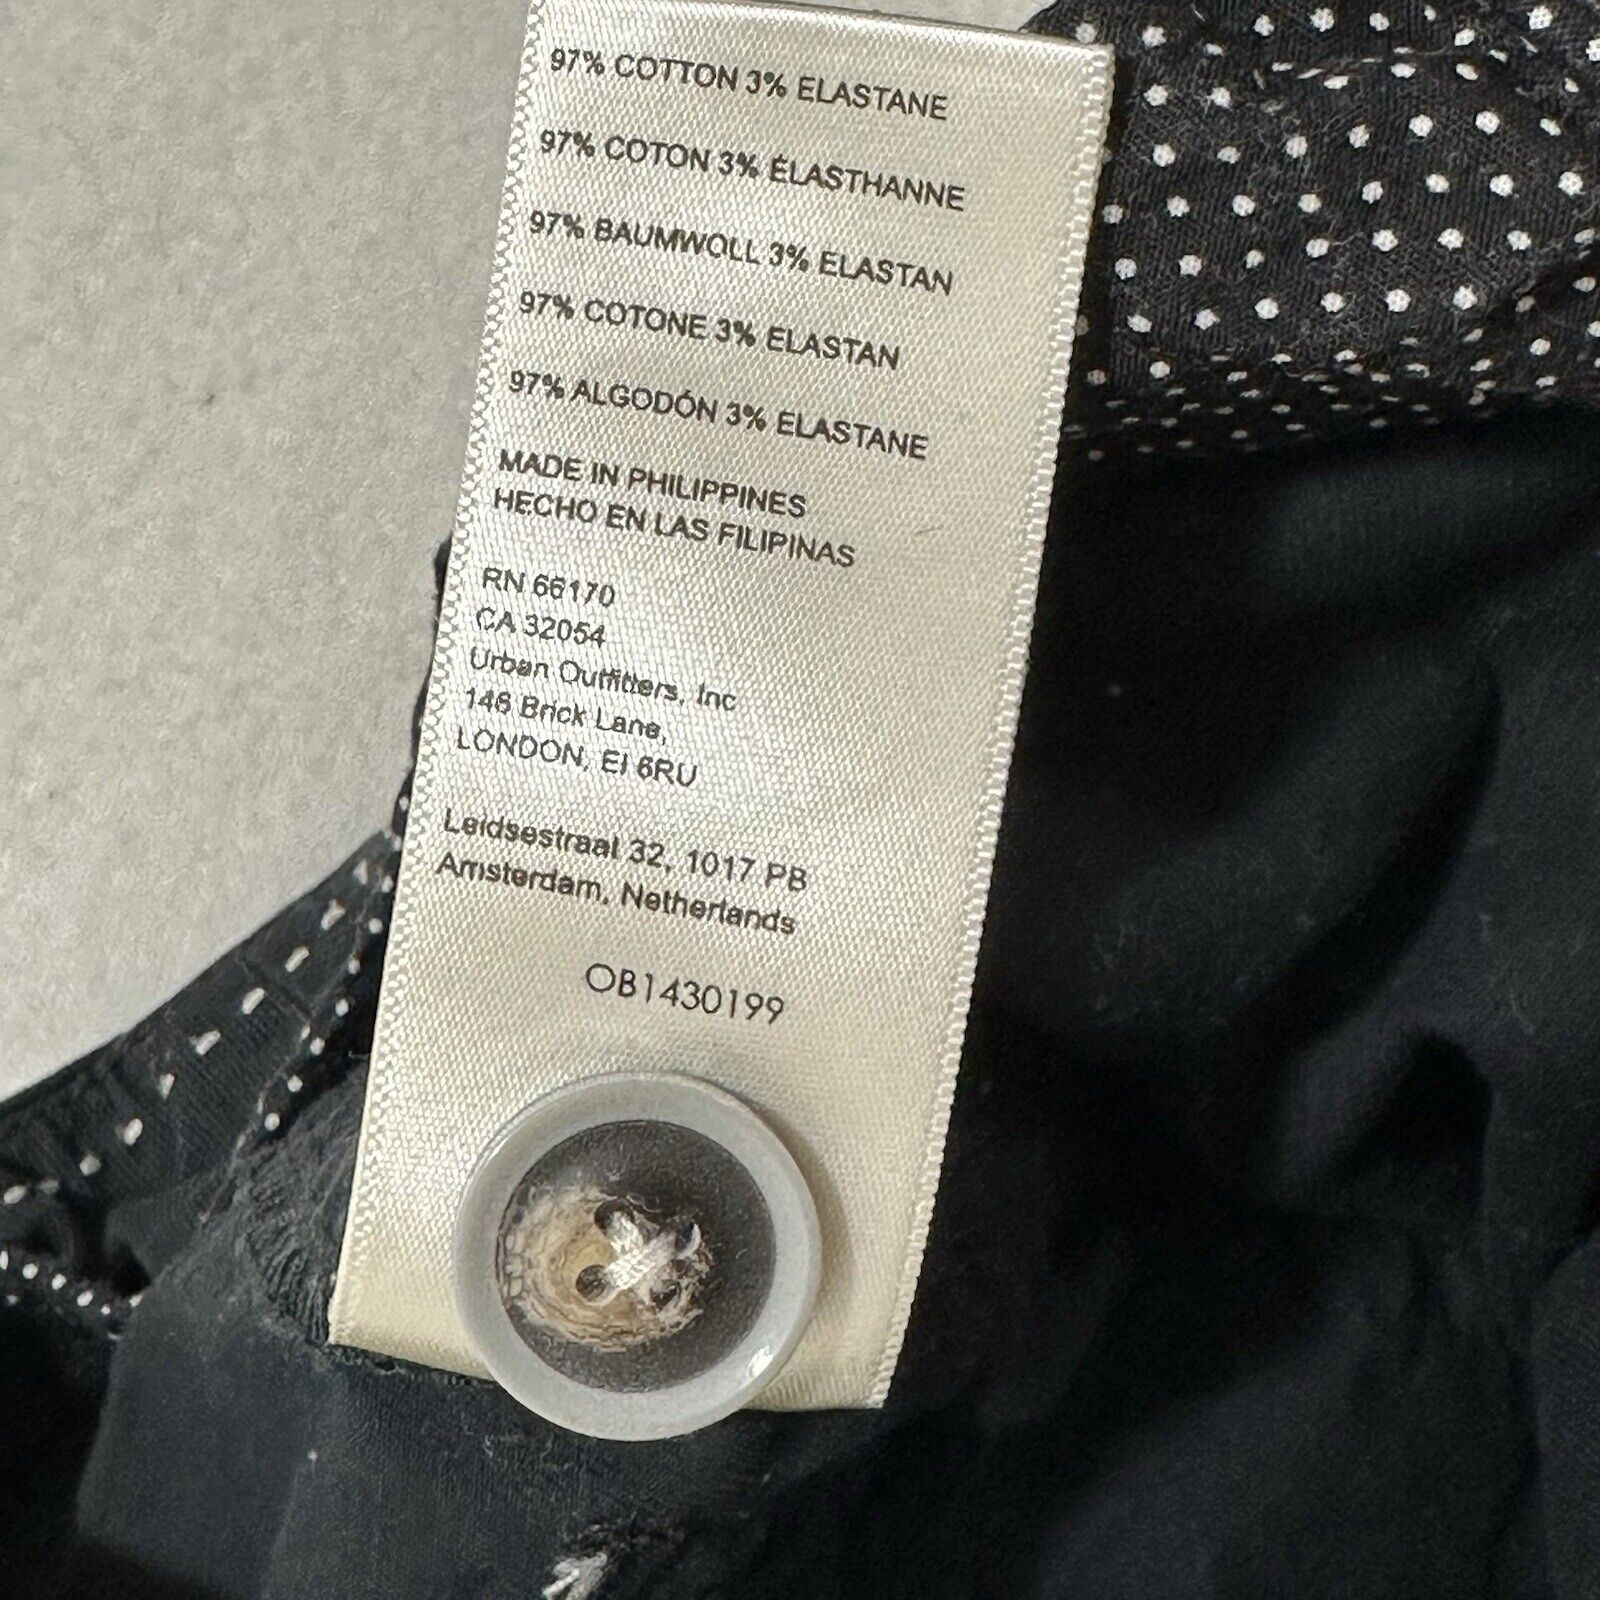 97% COTTON 3% ELASTANE
97% COTON 3% ÉLASTHANNE
97% BAUMWOLL 3% ELASTAN
97% COTONE 3% ELASTAN
97% ALGODÓN 3% ELASTANE
MADE IN PHILIPPINES
HECHO EN LAS FILIPINAS
RN 66170
CA 32054
Urban Outfitters, Inc
146 Brick Lane,
LONDON, EI 6RU
Leidsestraal 32, 1017 PB
Amsterdam, Netherlands
OB1430199